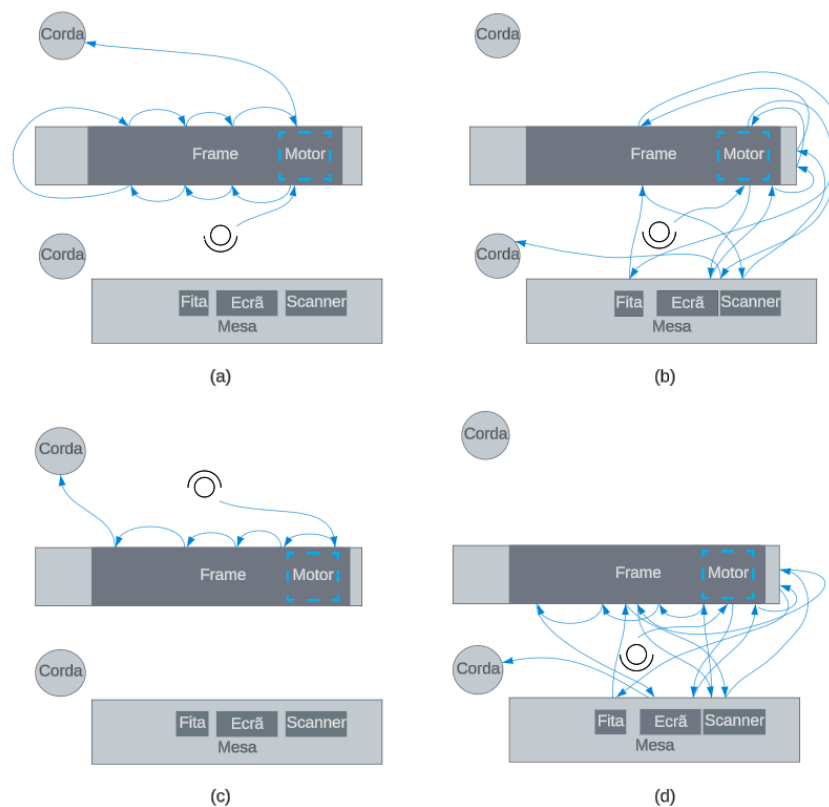 Corda
Frame
Motor
Corda
Fita
Ecrã
Scanner
Mesa
(a)
Corda
Frame
Motor
Corda
Fita
Ecrã
Scanner
Mesa
(b)
Corda
Frame
Motor
Corda
Fita
Ecrã
Scanner
Mesa
(c)
Corda
Frame
Motor
Corda
Fita
Ecrã
Scanner
Mesa
(d)